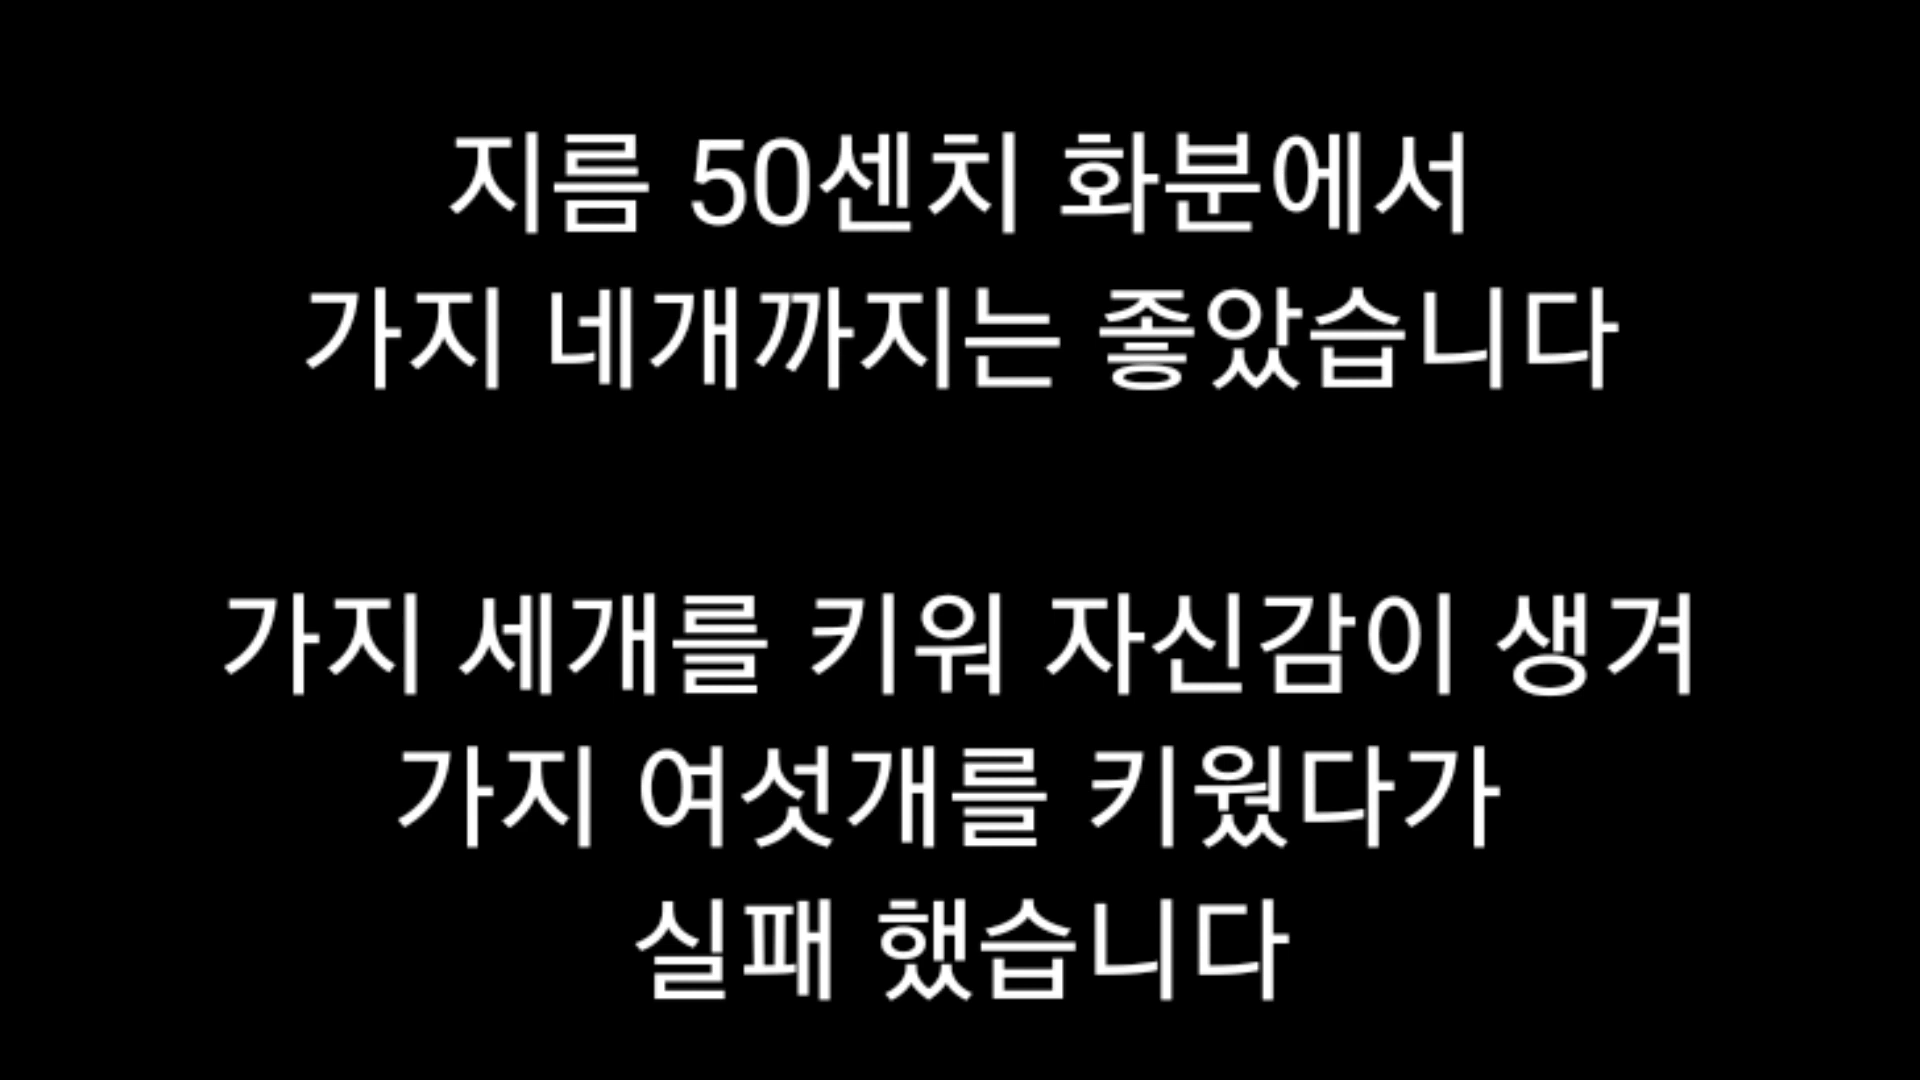 지름 50센치 화분에서
가지 네개까지는 좋았습니다
가지 세개를 키워 자신감이 생겨
가지 여섯개를 키웠다가
실패 했습니다